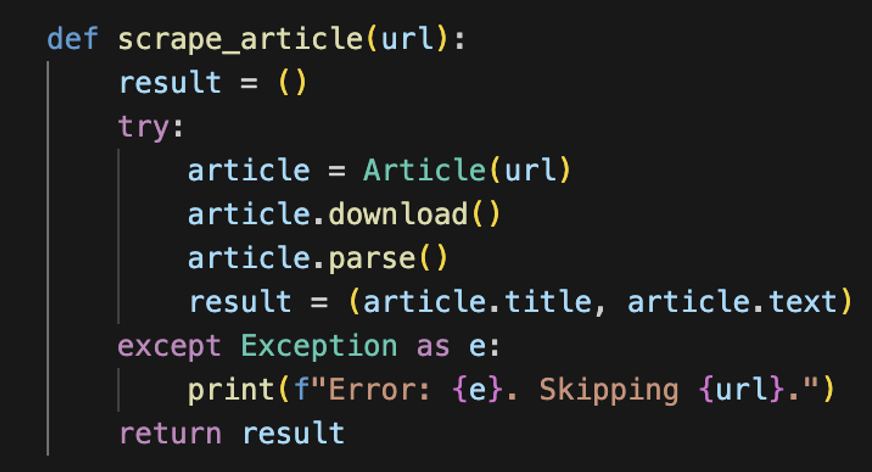 def scrape_article(url):
    result = ()
    try:
        article = Article(url)
        article.download()
        article.parse()
        result = (article.title, article.text)
    except Exception as e:
        print(f"Error: {e}. Skipping {url}.")
    return result